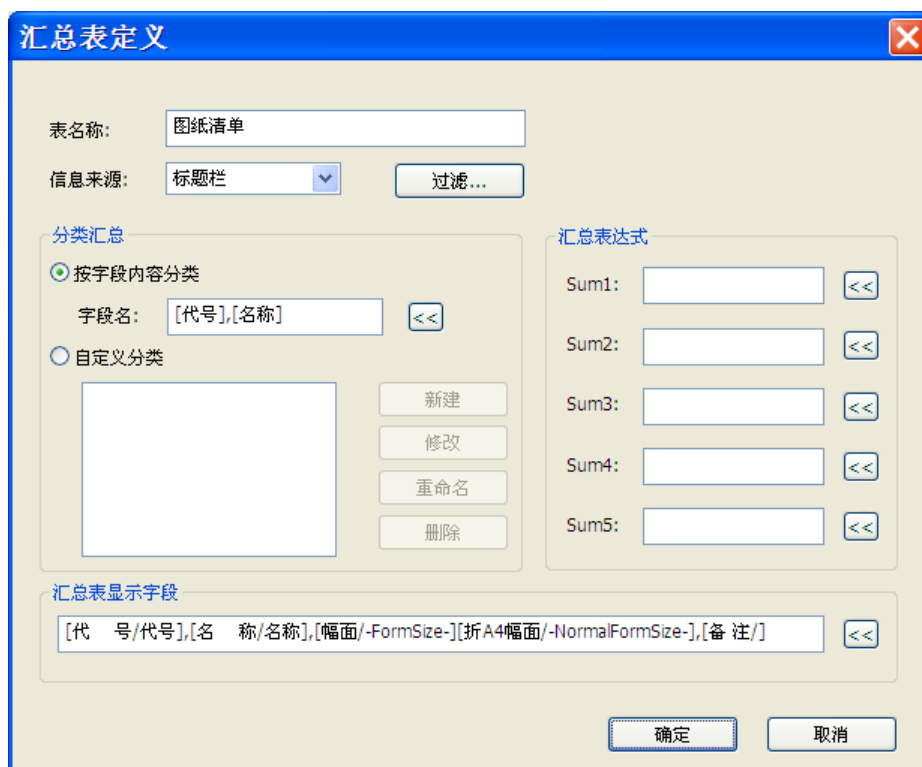 汇总表定义
表名称: 图纸清单
信息来源: 标题栏 过滤...
分类汇总
按字段内容分类
字段名: [代号],[名称] <<
自定义分类
新建
修改
重命名
删除
汇总表达式
Sum1: <<
Sum2: <<
Sum3: <<
Sum4: <<
Sum5: <<
汇总表显示字段
[代 号/代号],[名 称/名称],[幅面/-FormSize-][折A4幅面/-NormalFormSize-],[备 注/] <<
确定 取消